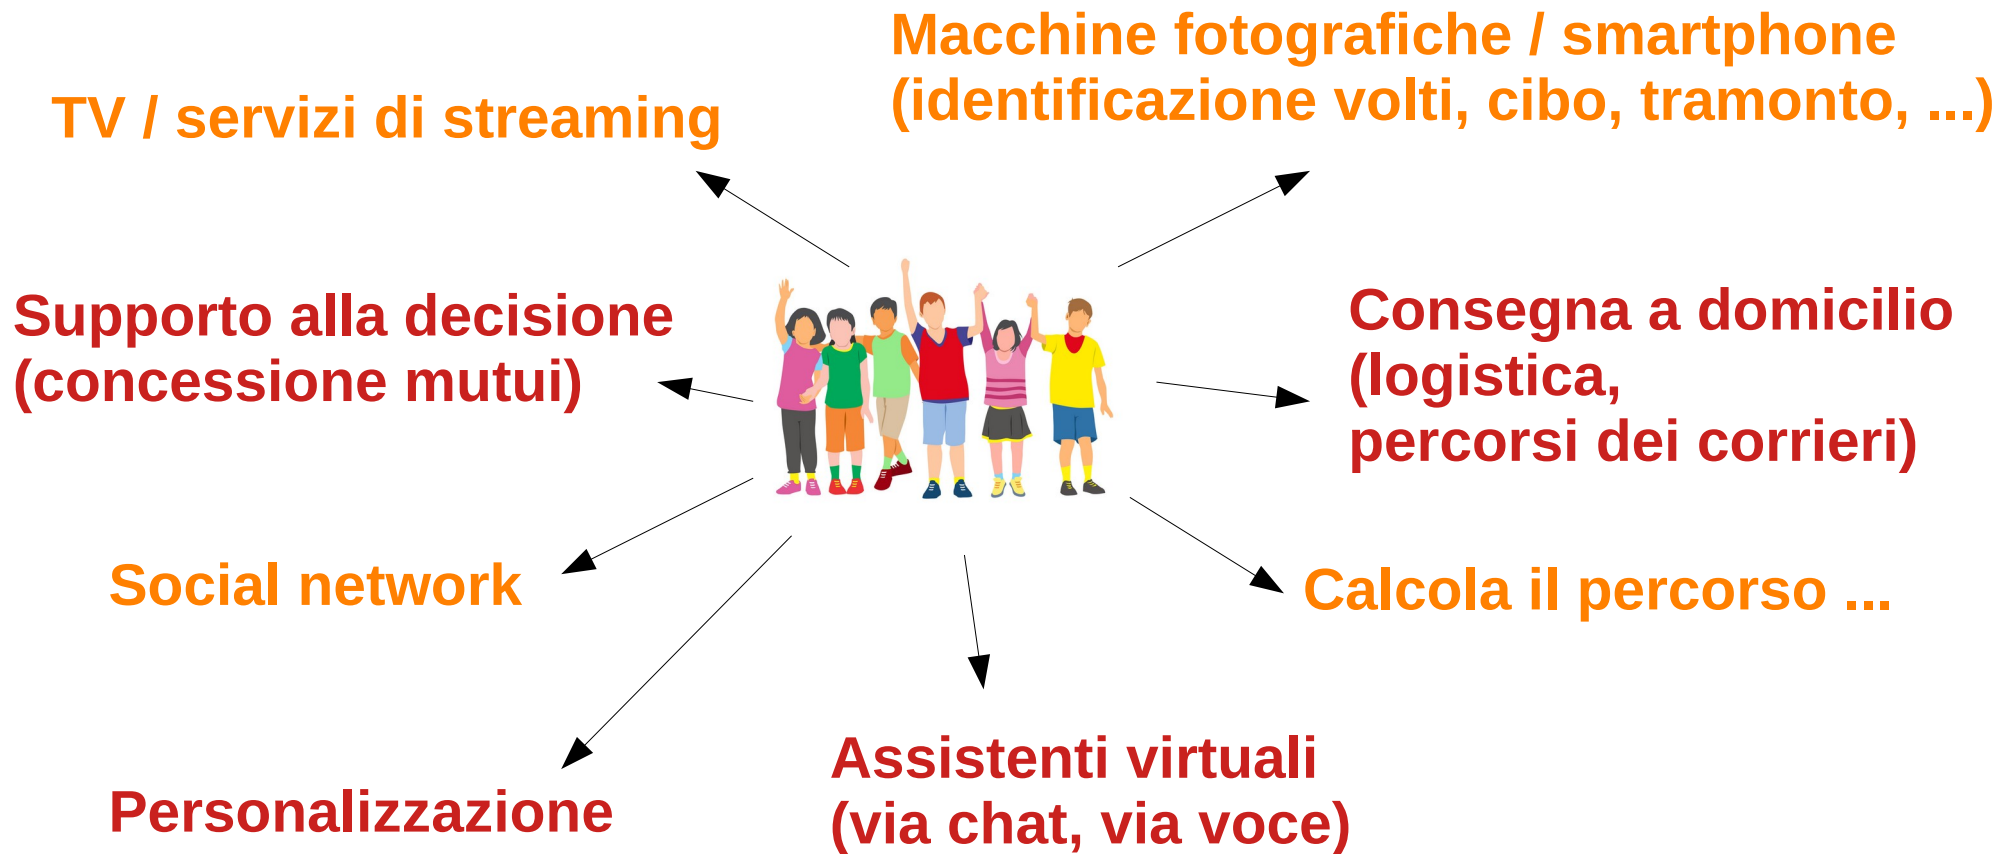 Macchine fotografiche / smartphone
(identificazione volti, cibo, tramonto, ...)
TV / servizi di streaming
Supporto alla decisione
(concessione mutui)
Consegna a domicilio
(logistica,
percorsi dei corrieri)
Social network
Calcola il percorso ...
Personalizzazione
Assistenti virtuali
(via chat, via voce)